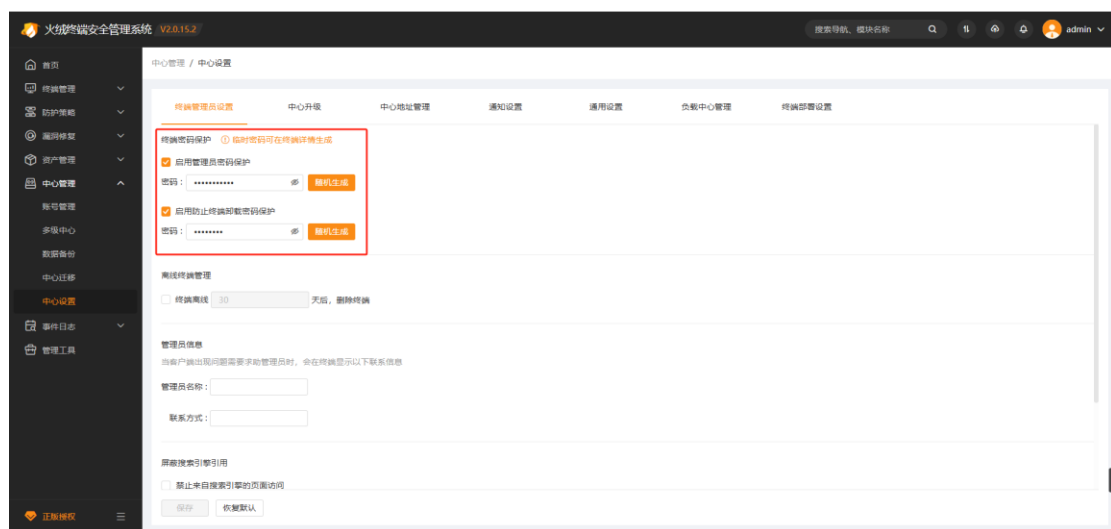 火绒终端安全管理系统 V2.0.15.2 搜索导航、模块名称 admin
首页
终端管理
防护策略
漏洞修复
资产管理
中心管理
账号管理
多级中心
数据备份
中心迁移
中心设置
事件日志
管理工具
正版授权
中心管理 / 中心设置
终端管理员设置 中心升级 中心地址管理 通知设置 通用设置 负载中心管理 终端部署设置
终端密码保护 临时密码可在终端详情生成
启用管理员密码保护
密码: ••••••••••• 随机生成
启用防止终端卸载密码保护
密码: •••••••• 随机生成
离线终端管理
终端离线 30 天后,删除终端
管理员信息
当客户端出现问题需要求助管理员时,会在终端显示以下联系信息
管理员名称:
联系方式:
屏蔽搜索引擎引用
禁止来自搜索引擎的页面访问
保存 恢复默认